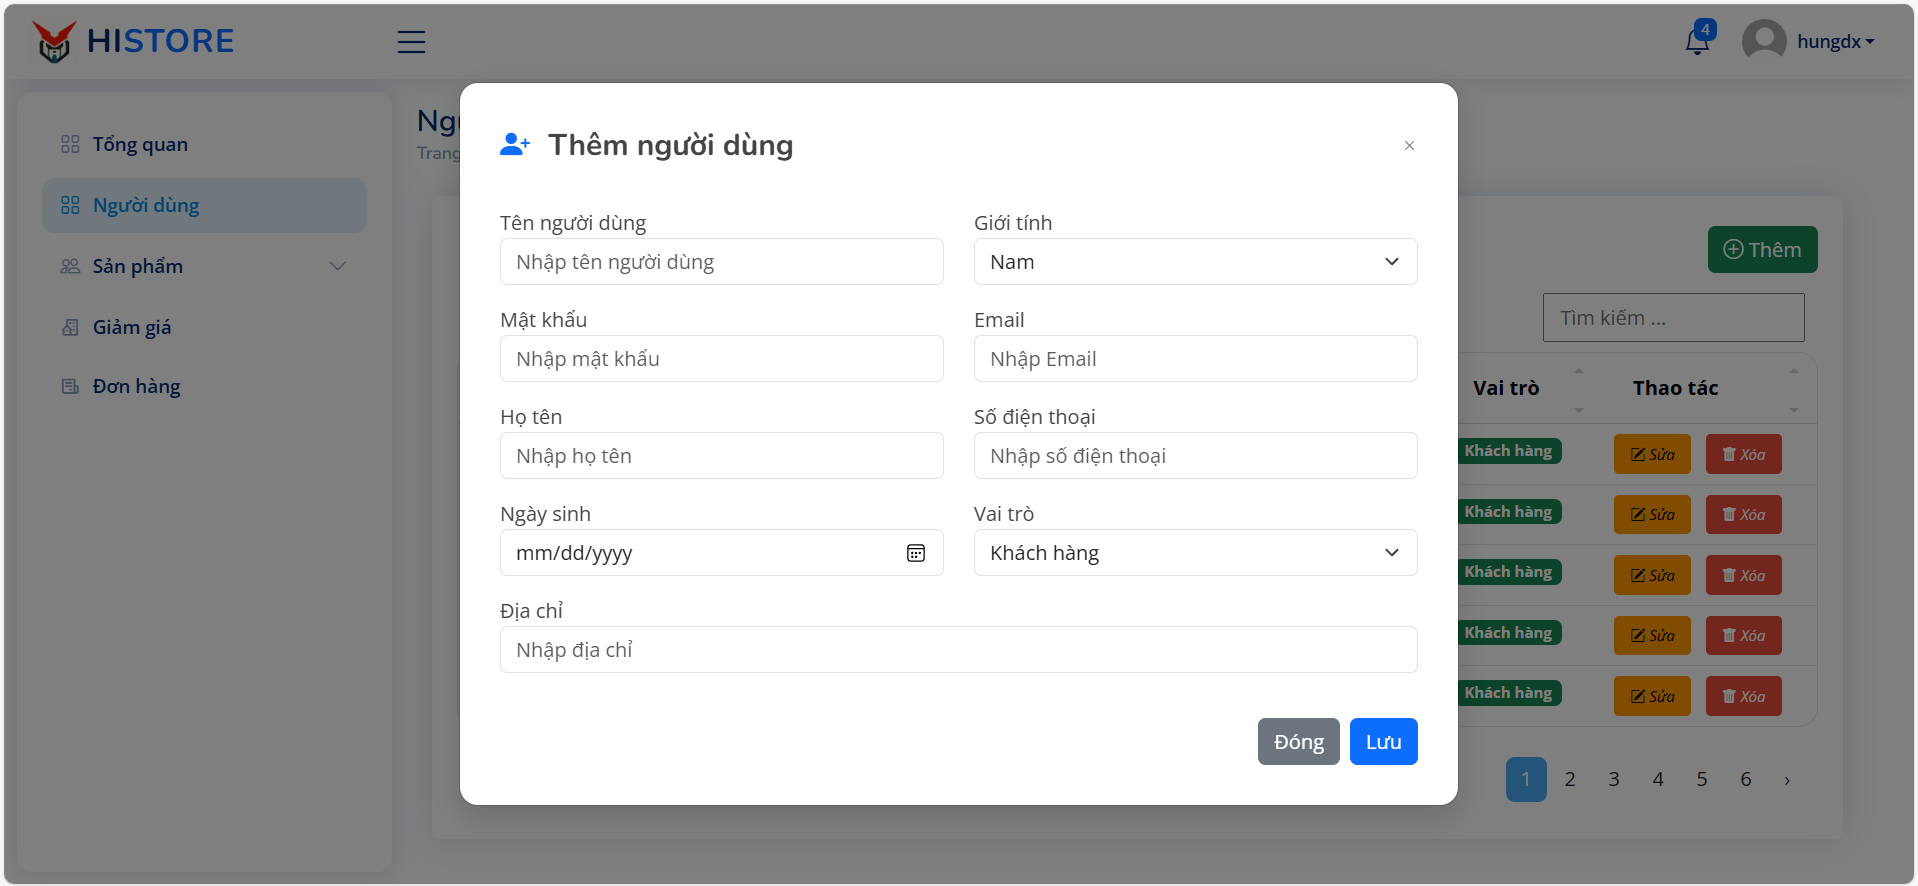 HISTORE
4
hungdx
Tổng quan
Người dùng
Sản phẩm
Giảm giá
Đơn hàng
Trang
Thêm
Tìm kiếm ...
Vai trò
Thao tác
Khách hàng
Sửa
Xóa
Khách hàng
Sửa
Xóa
Khách hàng
Sửa
Xóa
Khách hàng
Sửa
Xóa
Khách hàng
Sửa
Xóa
1 2 3 4 5 6 ›
Thêm người dùng
×
Tên người dùng
Nhập tên người dùng
Giới tính
Nam
Mật khẩu
Nhập mật khẩu
Email
Nhập Email
Họ tên
Nhập họ tên
Số điện thoại
Nhập số điện thoại
Ngày sinh
mm/dd/yyyy
Vai trò
Khách hàng
Địa chỉ
Nhập địa chỉ
Đóng
Lưu